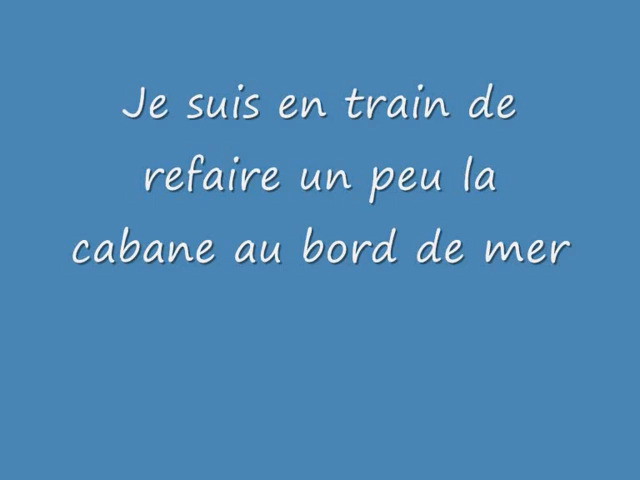 Je suis en train de
refaire un peu la
cabane au bord de mer